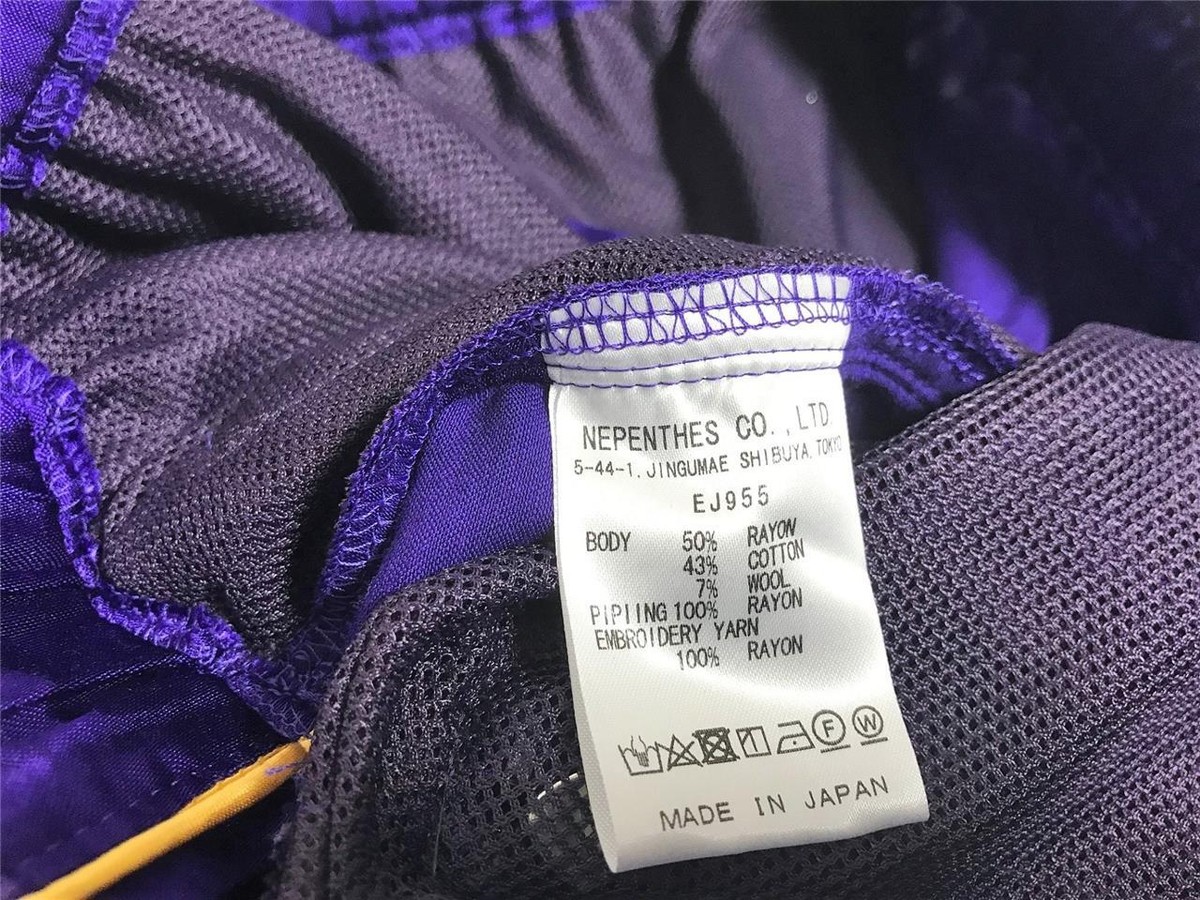 NEPENTHES CO.,LTD.
5-44-1, JINGUMAE SHIBUYA, TOKYO
EJ955
BODY 50% RAYON
43% COTTON
7% WOOL
PIPIING 100% RAYON
EMBROIDERY YARN
100% RAYON
F W
MADE IN JAPAN